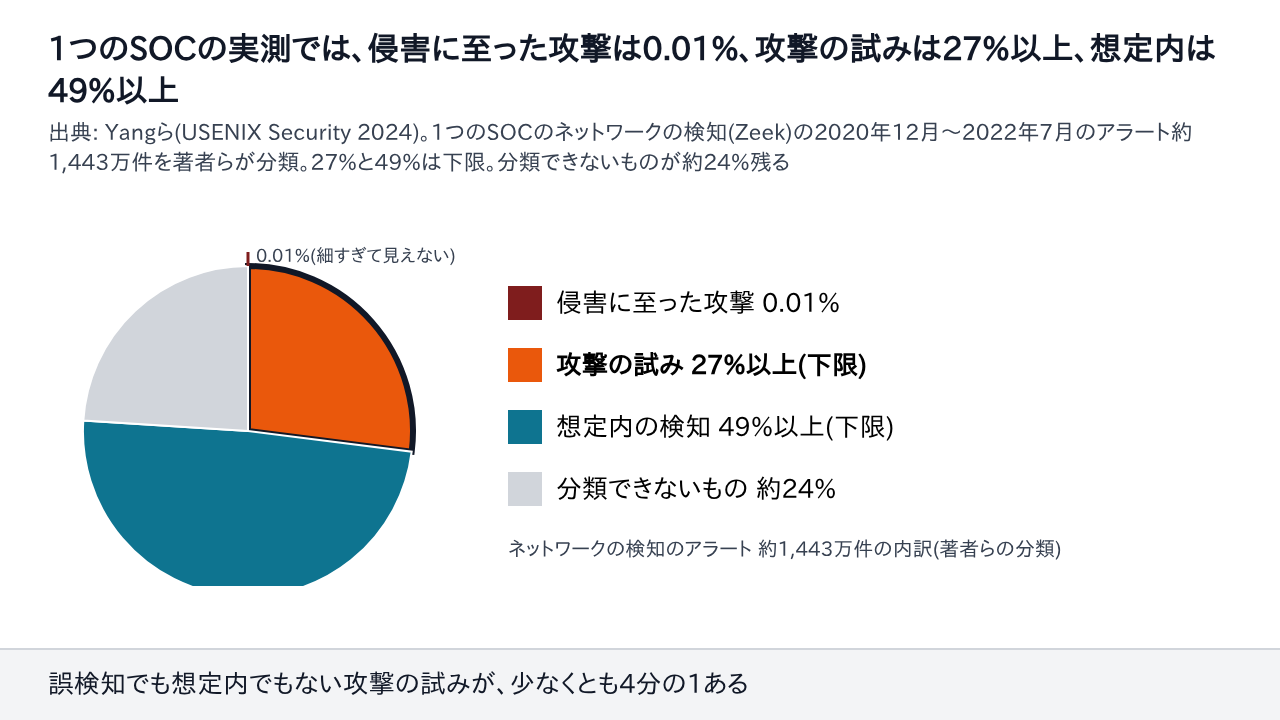 1つのSOCの実測では、侵害に至った攻撃は0.01%、攻撃の試みは27%以上、想定内は
49%以上
出典: Yangら(USENIX Security 2024)。1つのSOCのネットワークの検知(Zeek)の2020年12月〜2022年7月のアラート約
1,443万件を著者らが分類。27%と49%は下限。分類できないものが約24%残る
0.01%(細すぎて見えない)
侵害に至った攻撃 0.01%
攻撃の試み 27%以上(下限)
想定内の検知 49%以上(下限)
分類できないもの 約24%
ネットワークの検知のアラート 約1,443万件の内訳(著者らの分類)
誤検知でも想定内でもない攻撃の試みが、少なくとも4分の1ある